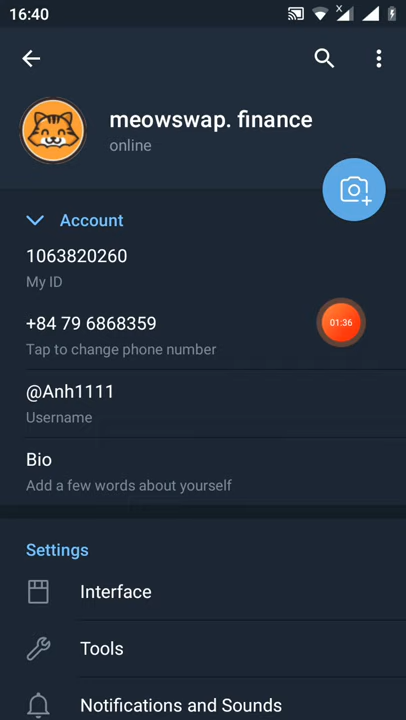 16:40
meowswap. finance
online
Account
1063820260
My ID
+84 79 6868359
Tap to change phone number
01:36
@Anh1111
Username
Bio
Add a few words about yourself
Settings
Interface
Tools
Notifications and Sounds